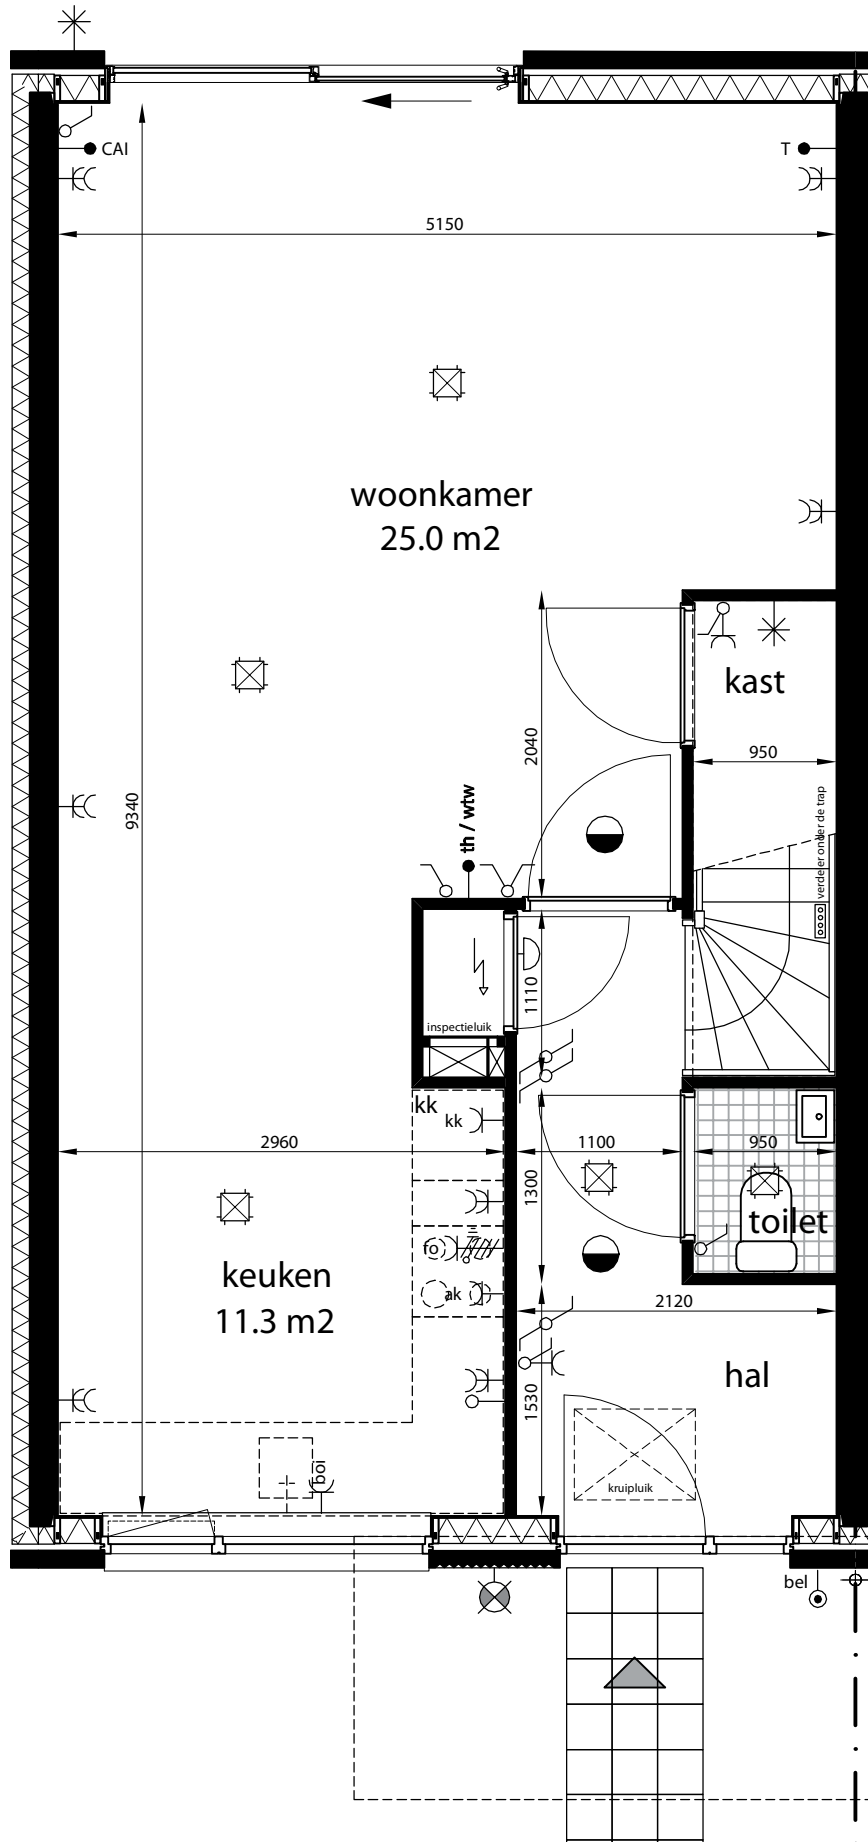 CAI
T
5150
woonkamer
25.0 m2
kast
950
2040
9340
th / wtw
verdeler onder de trap
1110
inspectieluik
kk
kk
2960
1100
950
1300
toilet
fo
keuken
11.3 m2
ak
2120
hal
1530
boi
kruipluik
bel